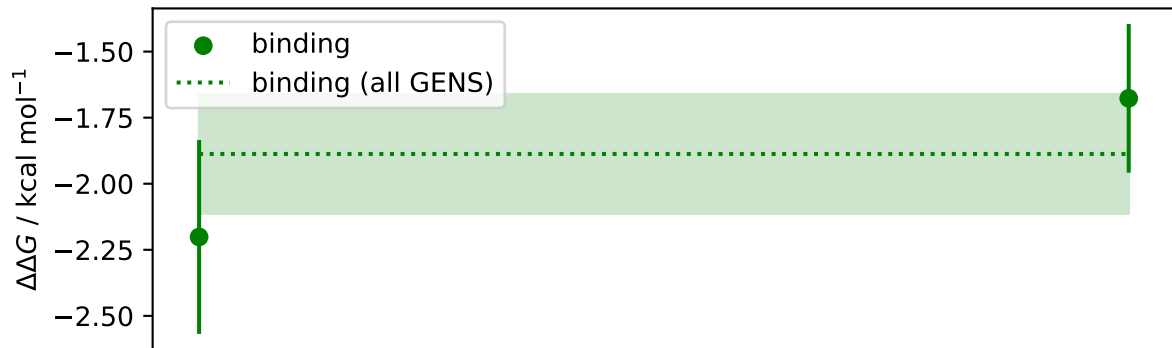 binding
binding (all GENS)
ΔΔG / kcal mol⁻¹
−1.50
−1.75
−2.00
−2.25
−2.50